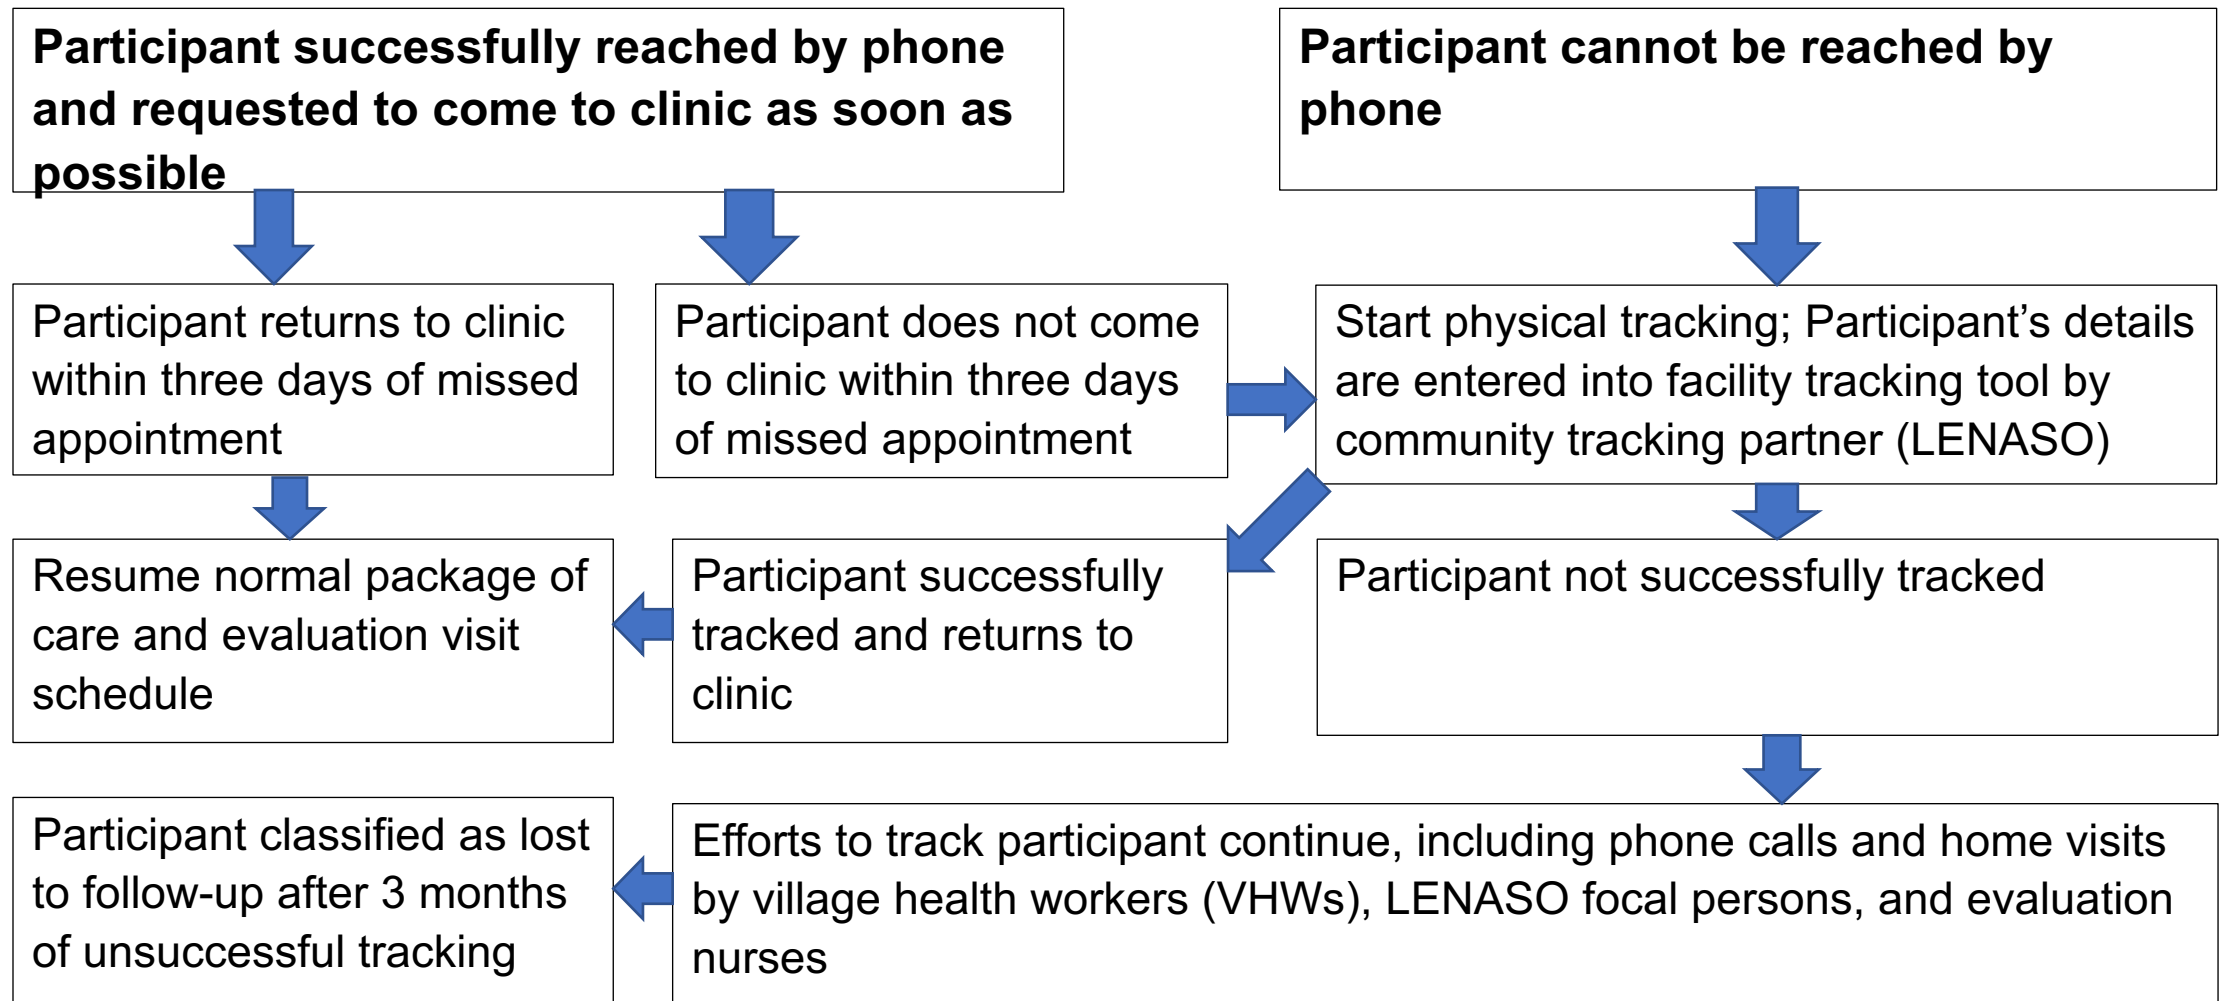 Participant successfully reached by phone
and requested to come to clinic as soon as
possible
Participant cannot be reached by
phone
Participant returns to clinic
within three days of missed
appointment
Participant does not come
to clinic within three days
of missed appointment
Start physical tracking; Participant’s details
are entered into facility tracking tool by
community tracking partner (LENASO)
Resume normal package of
care and evaluation visit
schedule
Participant successfully
tracked and returns to
clinic
Participant not successfully tracked
Participant classified as lost
to follow-up after 3 months
of unsuccessful tracking
Efforts to track participant continue, including phone calls and home visits
by village health workers (VHWs), LENASO focal persons, and evaluation
nurses